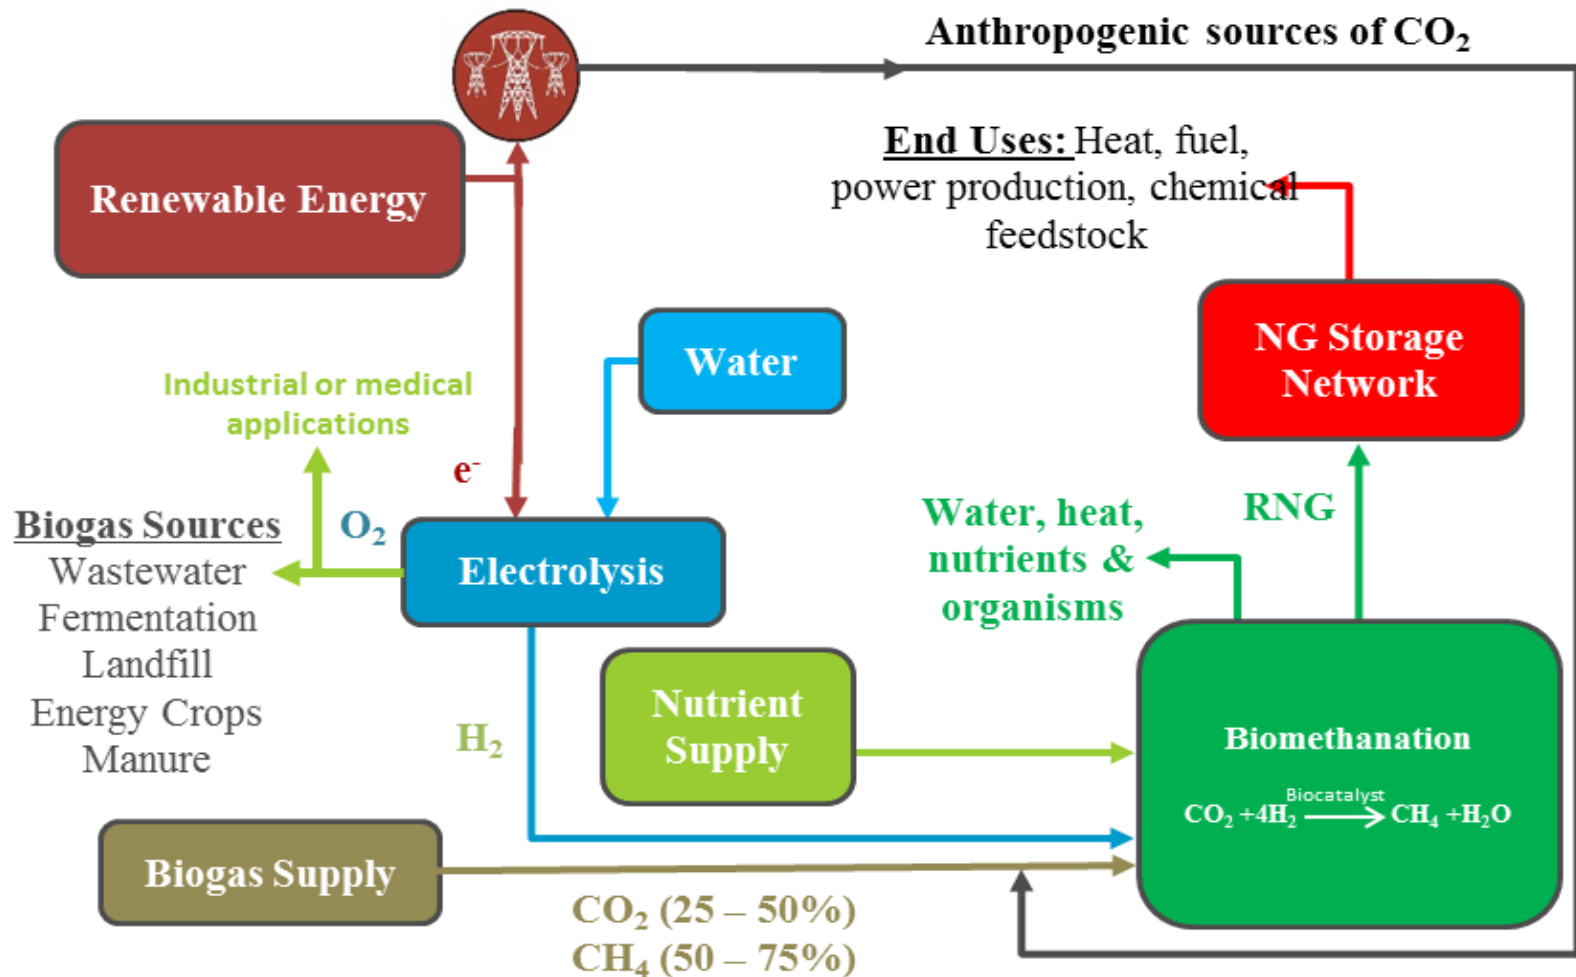 Anthropogenic sources of CO₂
End Uses: Heat, fuel,
power production, chemical
feedstock
Renewable Energy
Water
NG Storage
Network
Industrial or medical
applications
e⁻
O₂
Biogas Sources
Wastewater
Fermentation
Landfill
Energy Crops
Manure
Electrolysis
Water, heat,
nutrients &
organisms
RNG
H₂
Nutrient
Supply
Biomethanation
Biocatalyst
CO₂ +4H₂ ⟶ CH₄ +H₂O
Biogas Supply
CO₂ (25 – 50%)
CH₄ (50 – 75%)